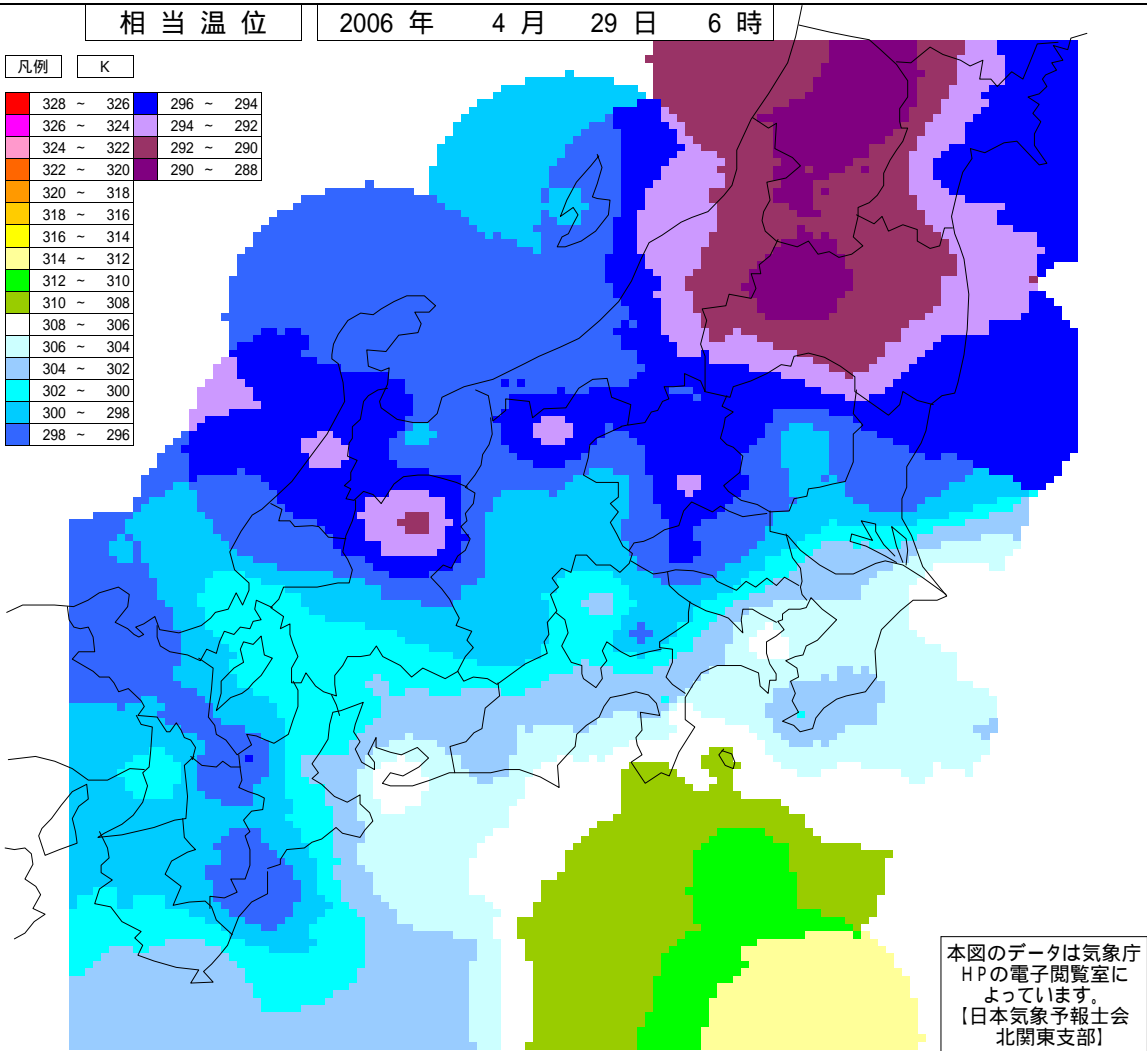 相当温位
2006 年 4 月 29 日 6 時
凡例 K
328 ~ 326 296 ~ 294
326 ~ 324 294 ~ 292
324 ~ 322 292 ~ 290
322 ~ 320 290 ~ 288
320 ~ 318
318 ~ 316
316 ~ 314
314 ~ 312
312 ~ 310
310 ~ 308
308 ~ 306
306 ~ 304
304 ~ 302
302 ~ 300
300 ~ 298
298 ~ 296
本図のデータは気象庁
HPの電子閲覧室に
よっています。
【日本気象予報士会
北関東支部】